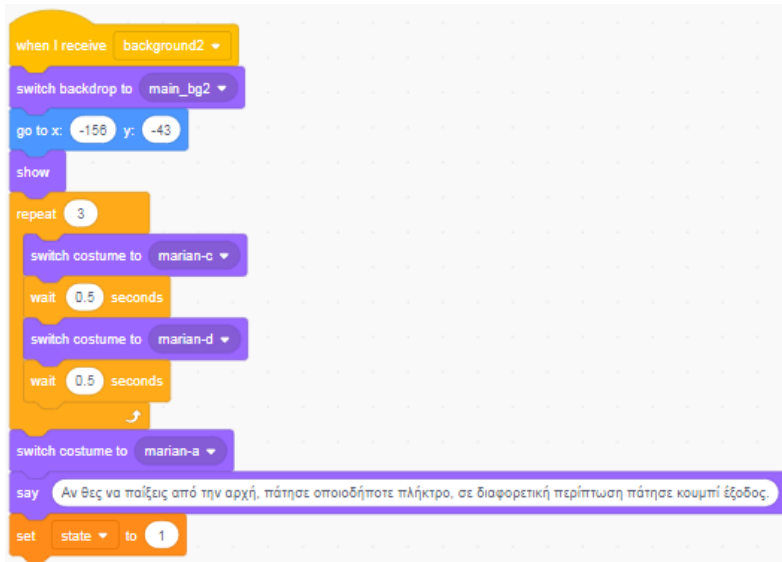 when I receive background2
switch backdrop to main_bg2
go to x: -156 y: -43
show
repeat 3
switch costume to marian-c
wait 0.5 seconds
switch costume to marian-d
wait 0.5 seconds
switch costume to marian-a
say Αν θες να παίξεις από την αρχή, πάτησε οποιοδήποτε πλήκτρο, σε διαφορετική περίπτωση πάτησε κουμπί έξοδος.
set state to 1